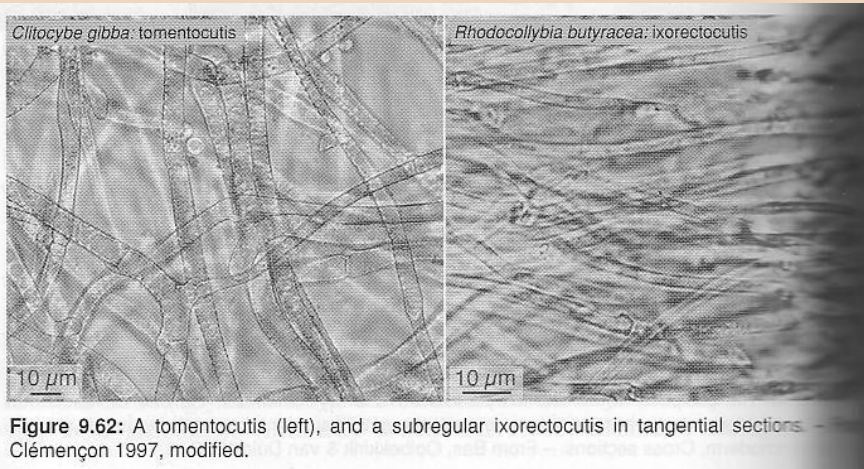 Clitocybe gibba: tomentocutis
Rhodocollybia butyracea: ixorectocutis
10 µm
10 µm
Figure 9.62: A tomentocutis (left), and a subregular ixorectocutis in tangential sections. –
Clémençon 1997, modified.